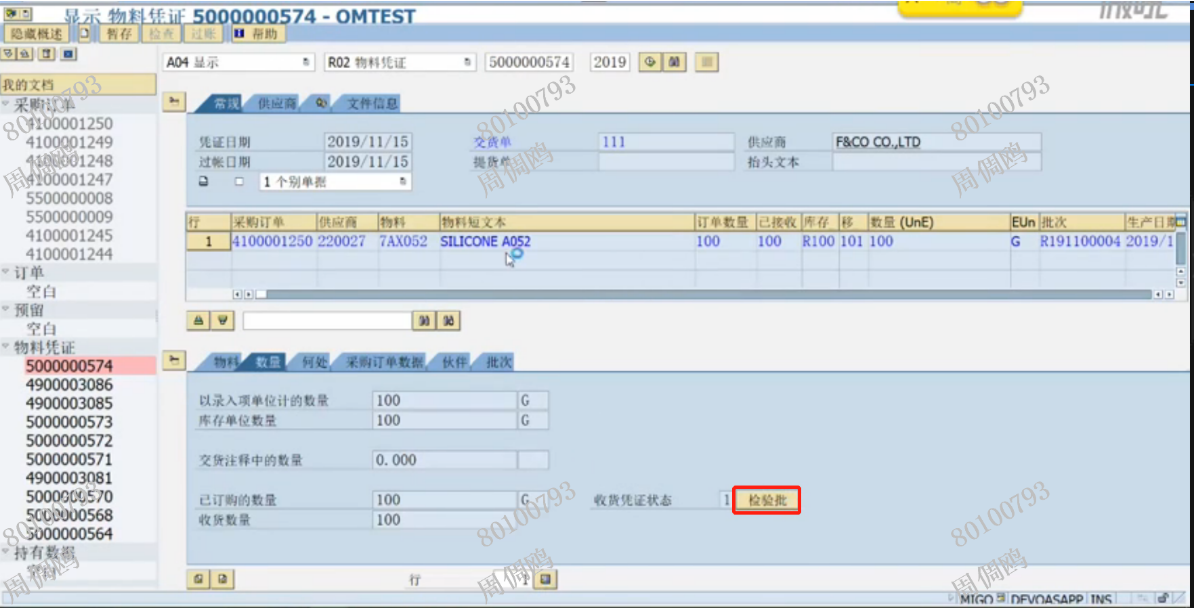 显示 物料凭证 5000000574 - OMTEST
隐藏概述 暂存 检查 过账 帮助
A04 显示 R02 物料凭证 5000000574 2019
我的文档
采购订单
4100001250
4100001249
4100001248
4100001247
5500000008
5500000009
4100001245
4100001244
订单
空白
预留
空白
物料凭证
5000000574
4900003086
4900003085
5000000573
5000000572
5000000571
4900003081
5000000570
5000000568
5000000564
持有数据
常规 供应商 文件信息
凭证日期 2019/11/15 交货单 111 供应商 F&CO CO.,LTD
过帐日期 2019/11/15 提货单 抬头文本
1 个别单据
行 采购订单 供应商 物料 物料短文本 订单数量 已接收 库存 移 数量 (UnE) EUn 批次 生产日期
1 4100001250 220027 7AX052 SILICONE A052 100 100 R100 101 100 G R191100004 2019/1
物料 数量 何处 采购订单数据 伙伴 批次
以录入项单位计的数量 100 G
库存单位数量 100 G
交货注释中的数量 0.000
已订购的数量 100 G 收货凭证状态 1 检验批
收货数量 100
行 1
MIGO DEVOASAPP INS
80100793
周倜鸥
80100793
周倜鸥
80100793
周倜鸥
80100793
周倜鸥
80100793
周倜鸥
80100793
周倜鸥